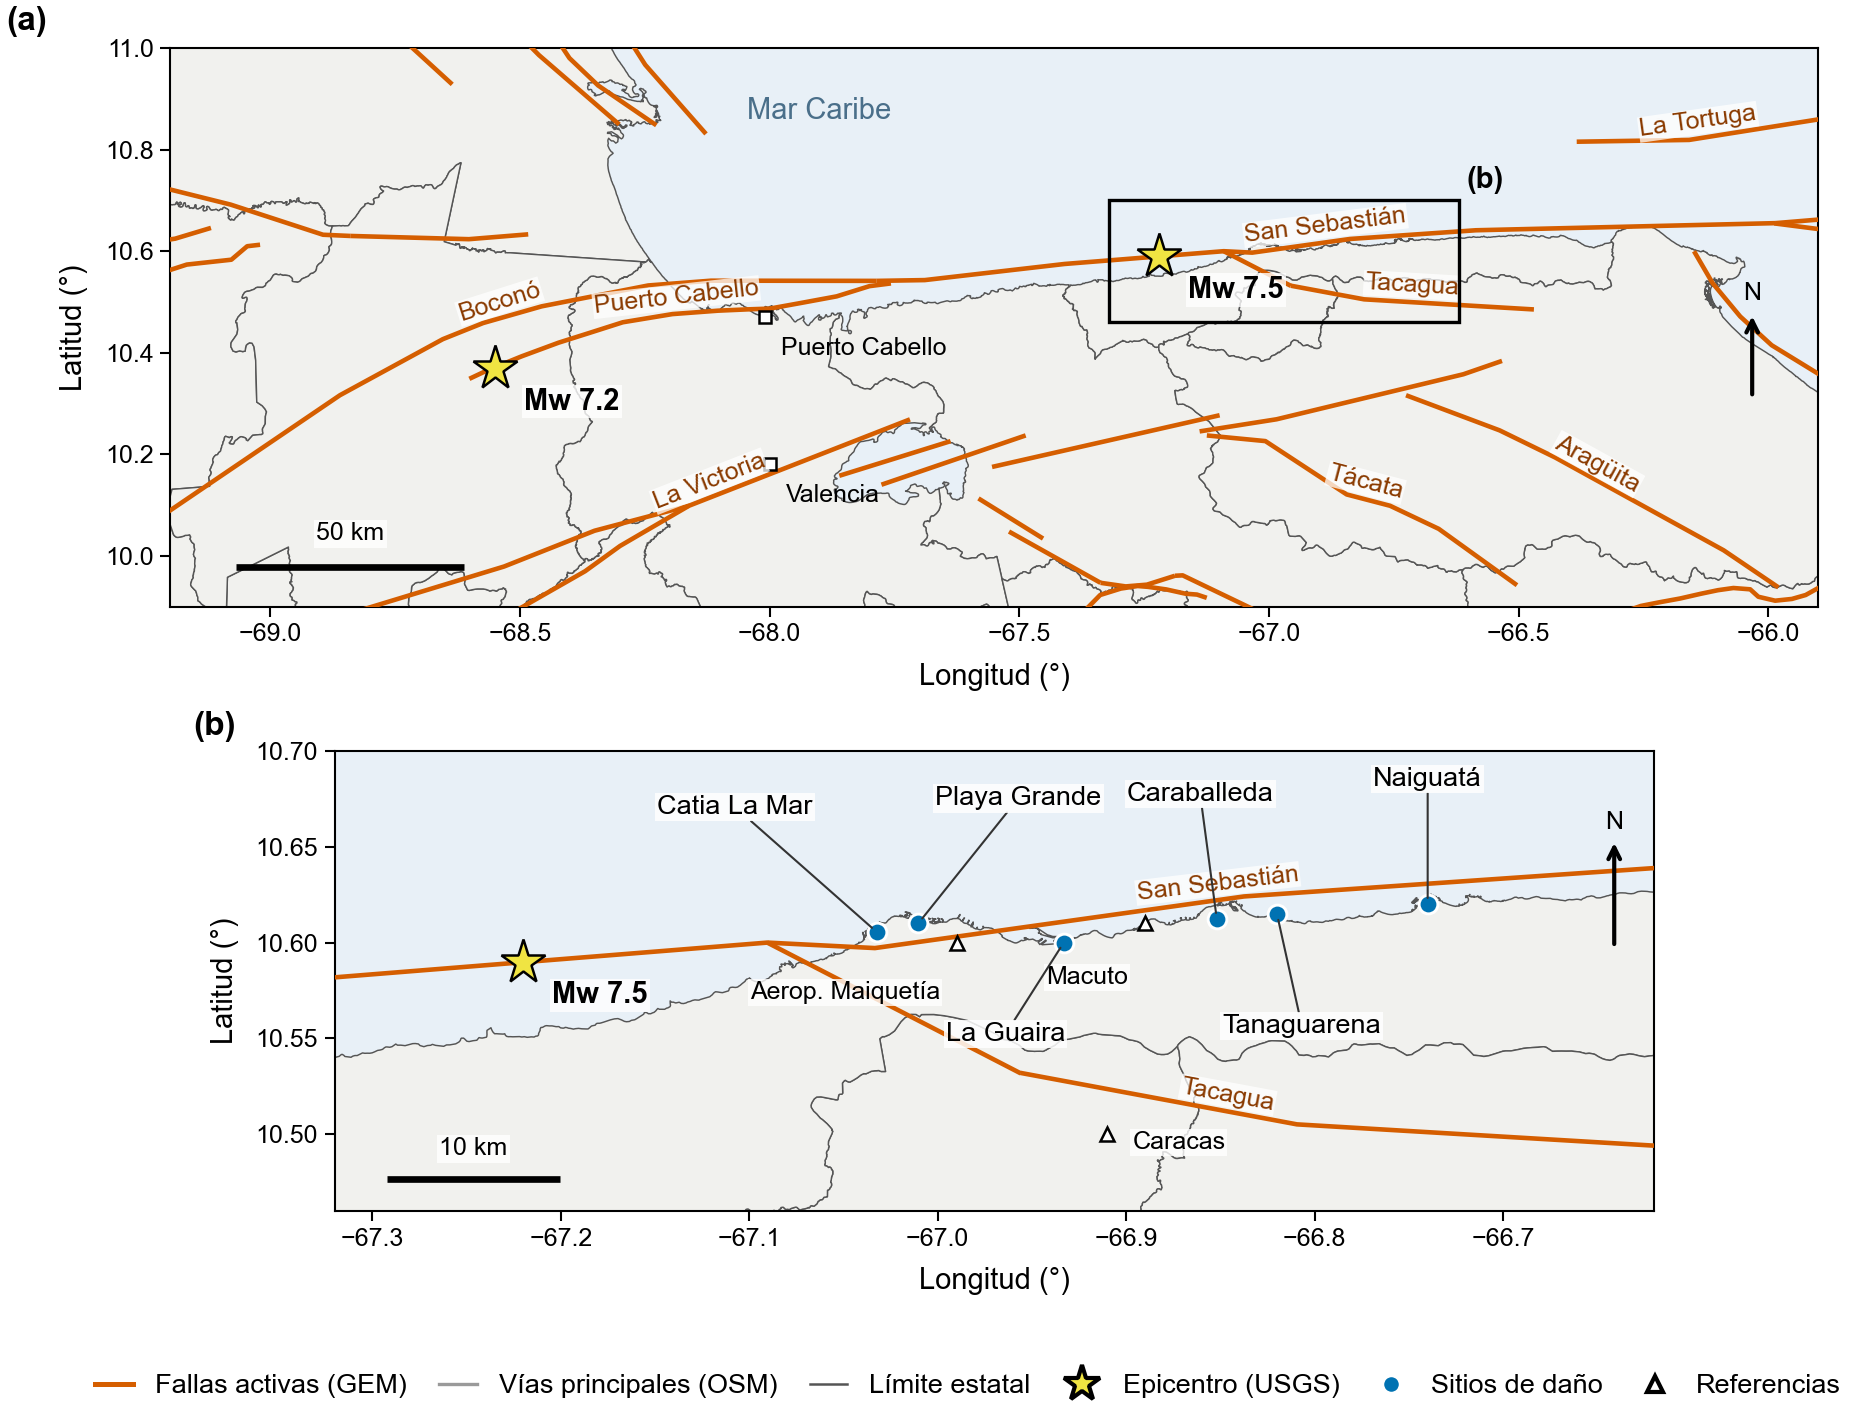 (a)
11.0
10.8
10.6
10.4
10.2
10.0
Latitud (°)
Mar Caribe
La Tortuga
(b)
San Sebastián
Tacagua
Mw 7.5
Boconó
Puerto Cabello
Puerto Cabello
Mw 7.2
N
La Victoria
Valencia
Tácata
Aragüita
50 km
−69.0
−68.5
−68.0
−67.5
−67.0
−66.5
−66.0
Longitud (°)
(b)
10.70
10.65
10.60
10.55
10.50
Latitud (°)
Catia La Mar
Playa Grande
Caraballeda
Naiguatá
N
San Sebastián
Mw 7.5
Aerop. Maiquetía
Macuto
La Guaira
Tanaguarena
Tacagua
Caracas
10 km
−67.3
−67.2
−67.1
−67.0
−66.9
−66.8
−66.7
Longitud (°)
Fallas activas (GEM)
Vías principales (OSM)
Límite estatal
Epicentro (USGS)
Sitios de daño
Referencias